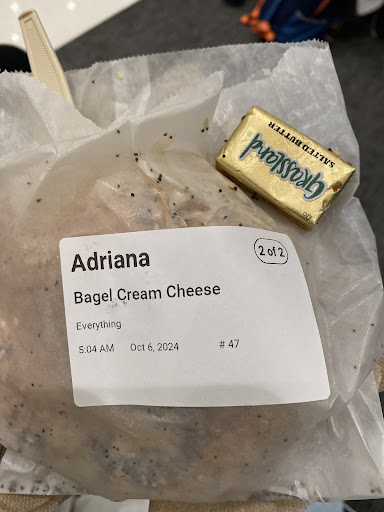 Grassland
SALTED BUTTER
Adriana
2 of 2
Bagel Cream Cheese
Everything
5:04 AM Oct 6, 2024 # 47